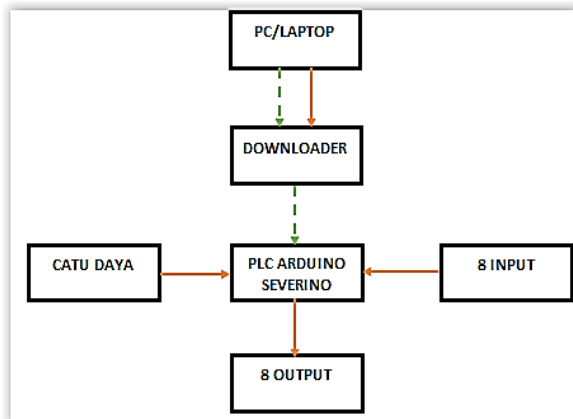 PC/LAPTOP
DOWNLOADER
CATU DAYA
PLC ARDUINO
SEVERINO
8 INPUT
8 OUTPUT